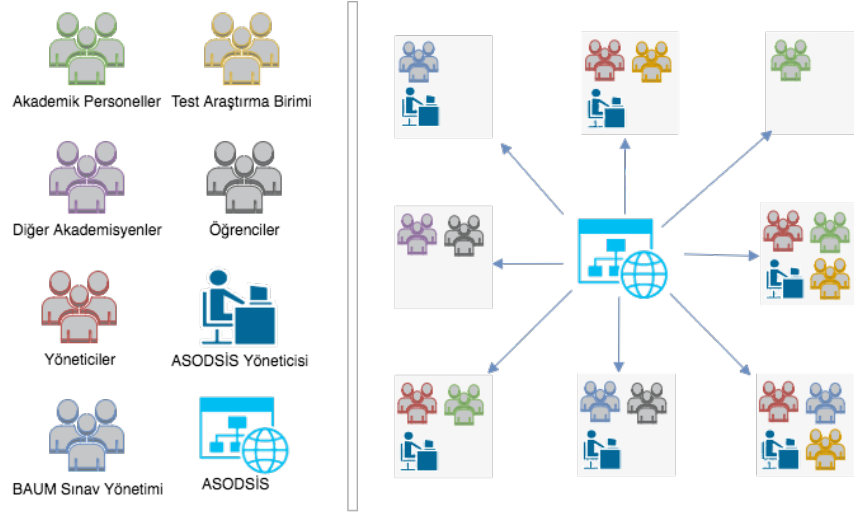 Akademik Personeller
Test Araştırma Birimi
Diğer Akademisyenler
Öğrenciler
Yöneticiler
ASODSİS Yöneticisi
BAUM Sınav Yönetimi
ASODSİS